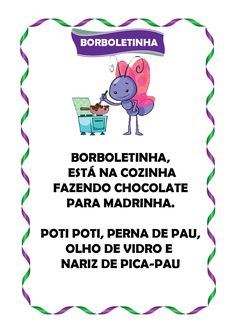 BORBOLETINHA
BORBOLETINHA,
ESTÁ NA COZINHA
FAZENDO CHOCOLATE
PARA MADRINHA.
POTI POTI, PERNA DE PAU,
OLHO DE VIDRO E
NARIZ DE PICA-PAU